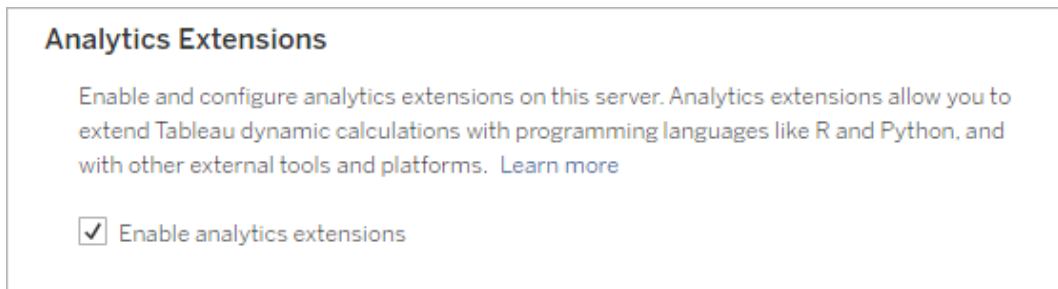 Analytics Extensions
Enable and configure analytics extensions on this server. Analytics extensions allow you to
extend Tableau dynamic calculations with programming languages like R and Python, and
with other external tools and platforms. Learn more
Enable analytics extensions